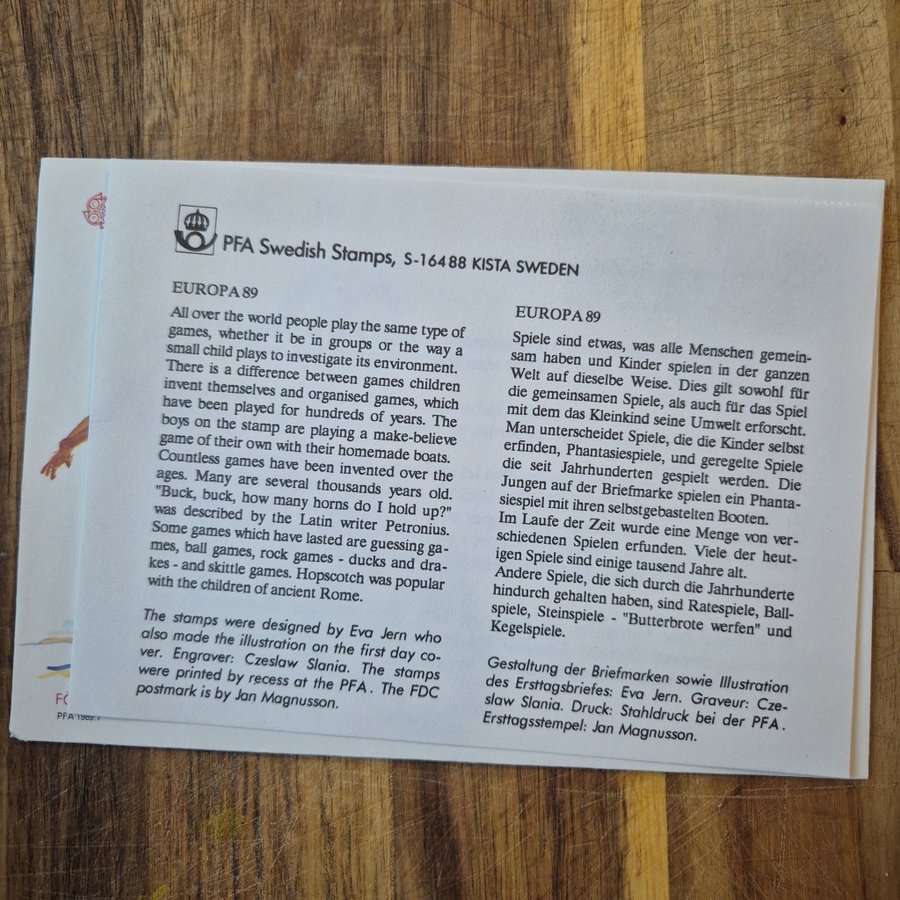 PFA Swedish Stamps, S-164 88 KISTA SWEDEN
EUROPA 89
All over the world people play the same type of
games, whether it be in groups or the way a
small child plays to investigate its environment.
There is a difference between games children
invent themselves and organised games, which
have been played for hundreds of years. The
boys on the stamp are playing a make-believe
game of their own with their homemade boats.
Countless games have been invented over the
ages. Many are several thousands years old.
"Buck, buck, how many horns do I hold up?"
was described by the Latin writer Petronius.
Some games which have lasted are guessing ga-
mes, ball games, rock games - ducks and dra-
kes - and skittle games. Hopscotch was popular
with the children of ancient Rome.
The stamps were designed by Eva Jern who
also made the illustration on the first day co-
ver. Engraver: Czeslaw Slania. The stamps
were printed by recess at the PFA. The FDC
postmark is by Jan Magnusson.
EUROPA 89
Spiele sind etwas, was alle Menschen gemein-
sam haben und Kinder spielen in der ganzen
Welt auf dieselbe Weise. Dies gilt sowohl für
die gemeinsamen Spiele, als auch für das Spiel
mit dem das Kleinkind seine Umwelt erforscht.
Man unterscheidet Spiele, die die Kinder selbst
erfinden, Phantasiespiele, und geregelte Spiele
die seit Jahrhunderten gespielt werden. Die
Jungen auf der Briefmarke spielen ein Phanta-
siespiel mit ihren selbstgebastelten Booten.
Im Laufe der Zeit wurde eine Menge von ver-
schiedenen Spielen erfunden. Viele der heut-
igen Spiele sind einige tausend Jahre alt.
Andere Spiele, die sich durch die Jahrhunderte
hindurch gehalten haben, sind Ratespiele, Ball-
spiele, Steinspiele - "Butterbrote werfen" und
Kegelspiele.
Gestaltung der Briefmarken sowie Illustration
des Ersttagsbriefes: Eva Jern. Graveur: Cze-
slaw Slania. Druck: Stahldruck bei der PFA.
Ersttagsstempel: Jan Magnusson.
FÖ
PFA 1989:7